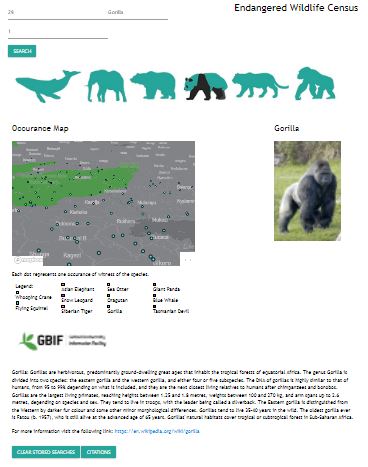 Endangered Wildlife Census
29, Gorilla
1
SEARCH
Occurance Map
Gorilla
mapbox
Each dot represents one occurance of witness of the species.
Legend:
Whooping Crane
Flying Squirrel
Asian Elephant
Snow Leopard
Siberian Tiger
Sea Otter
Oragutan
Gorilla
Giant Panda
Blue Whale
Tasmanian Devil
GBIF
Gorilla: Gorillas are herbivorous, predominantly ground-dwelling great apes that inhabit the tropical forests of equatorial Africa. The genus Gorilla is
divided into two species: the eastern gorilla and the western gorilla, and either four or five subspecies. The DNA of gorillas is highly similar to that of
humans, from 95 to 99% depending on what is included, and they are the next closest living relatives to humans after chimpanzees and bonobos.
Gorillas are the largest living primates, reaching heights between 1.25 and 1.8 metres, weights between 100 and 270 kg, and arm spans up to 2.6
metres, depending on species and sex. They tend to live in troops, with the leader being called a silverback. The Eastern gorilla is distinguished from
the Western by darker fur colour and some other minor morphological differences. Gorillas tend to live 35-40 years in the wild. The oldest gorilla ever
is Fatou (b. 1957), who is still alive at the advanced age of 65 years. Gorillas' natural habitats cover tropical or subtropical forest in Sub-Saharan Africa.
For more information visit the following link: https://en.wikipedia.org/wiki/gorilla
CLEAR STORED SEARCHES
CITATIONS